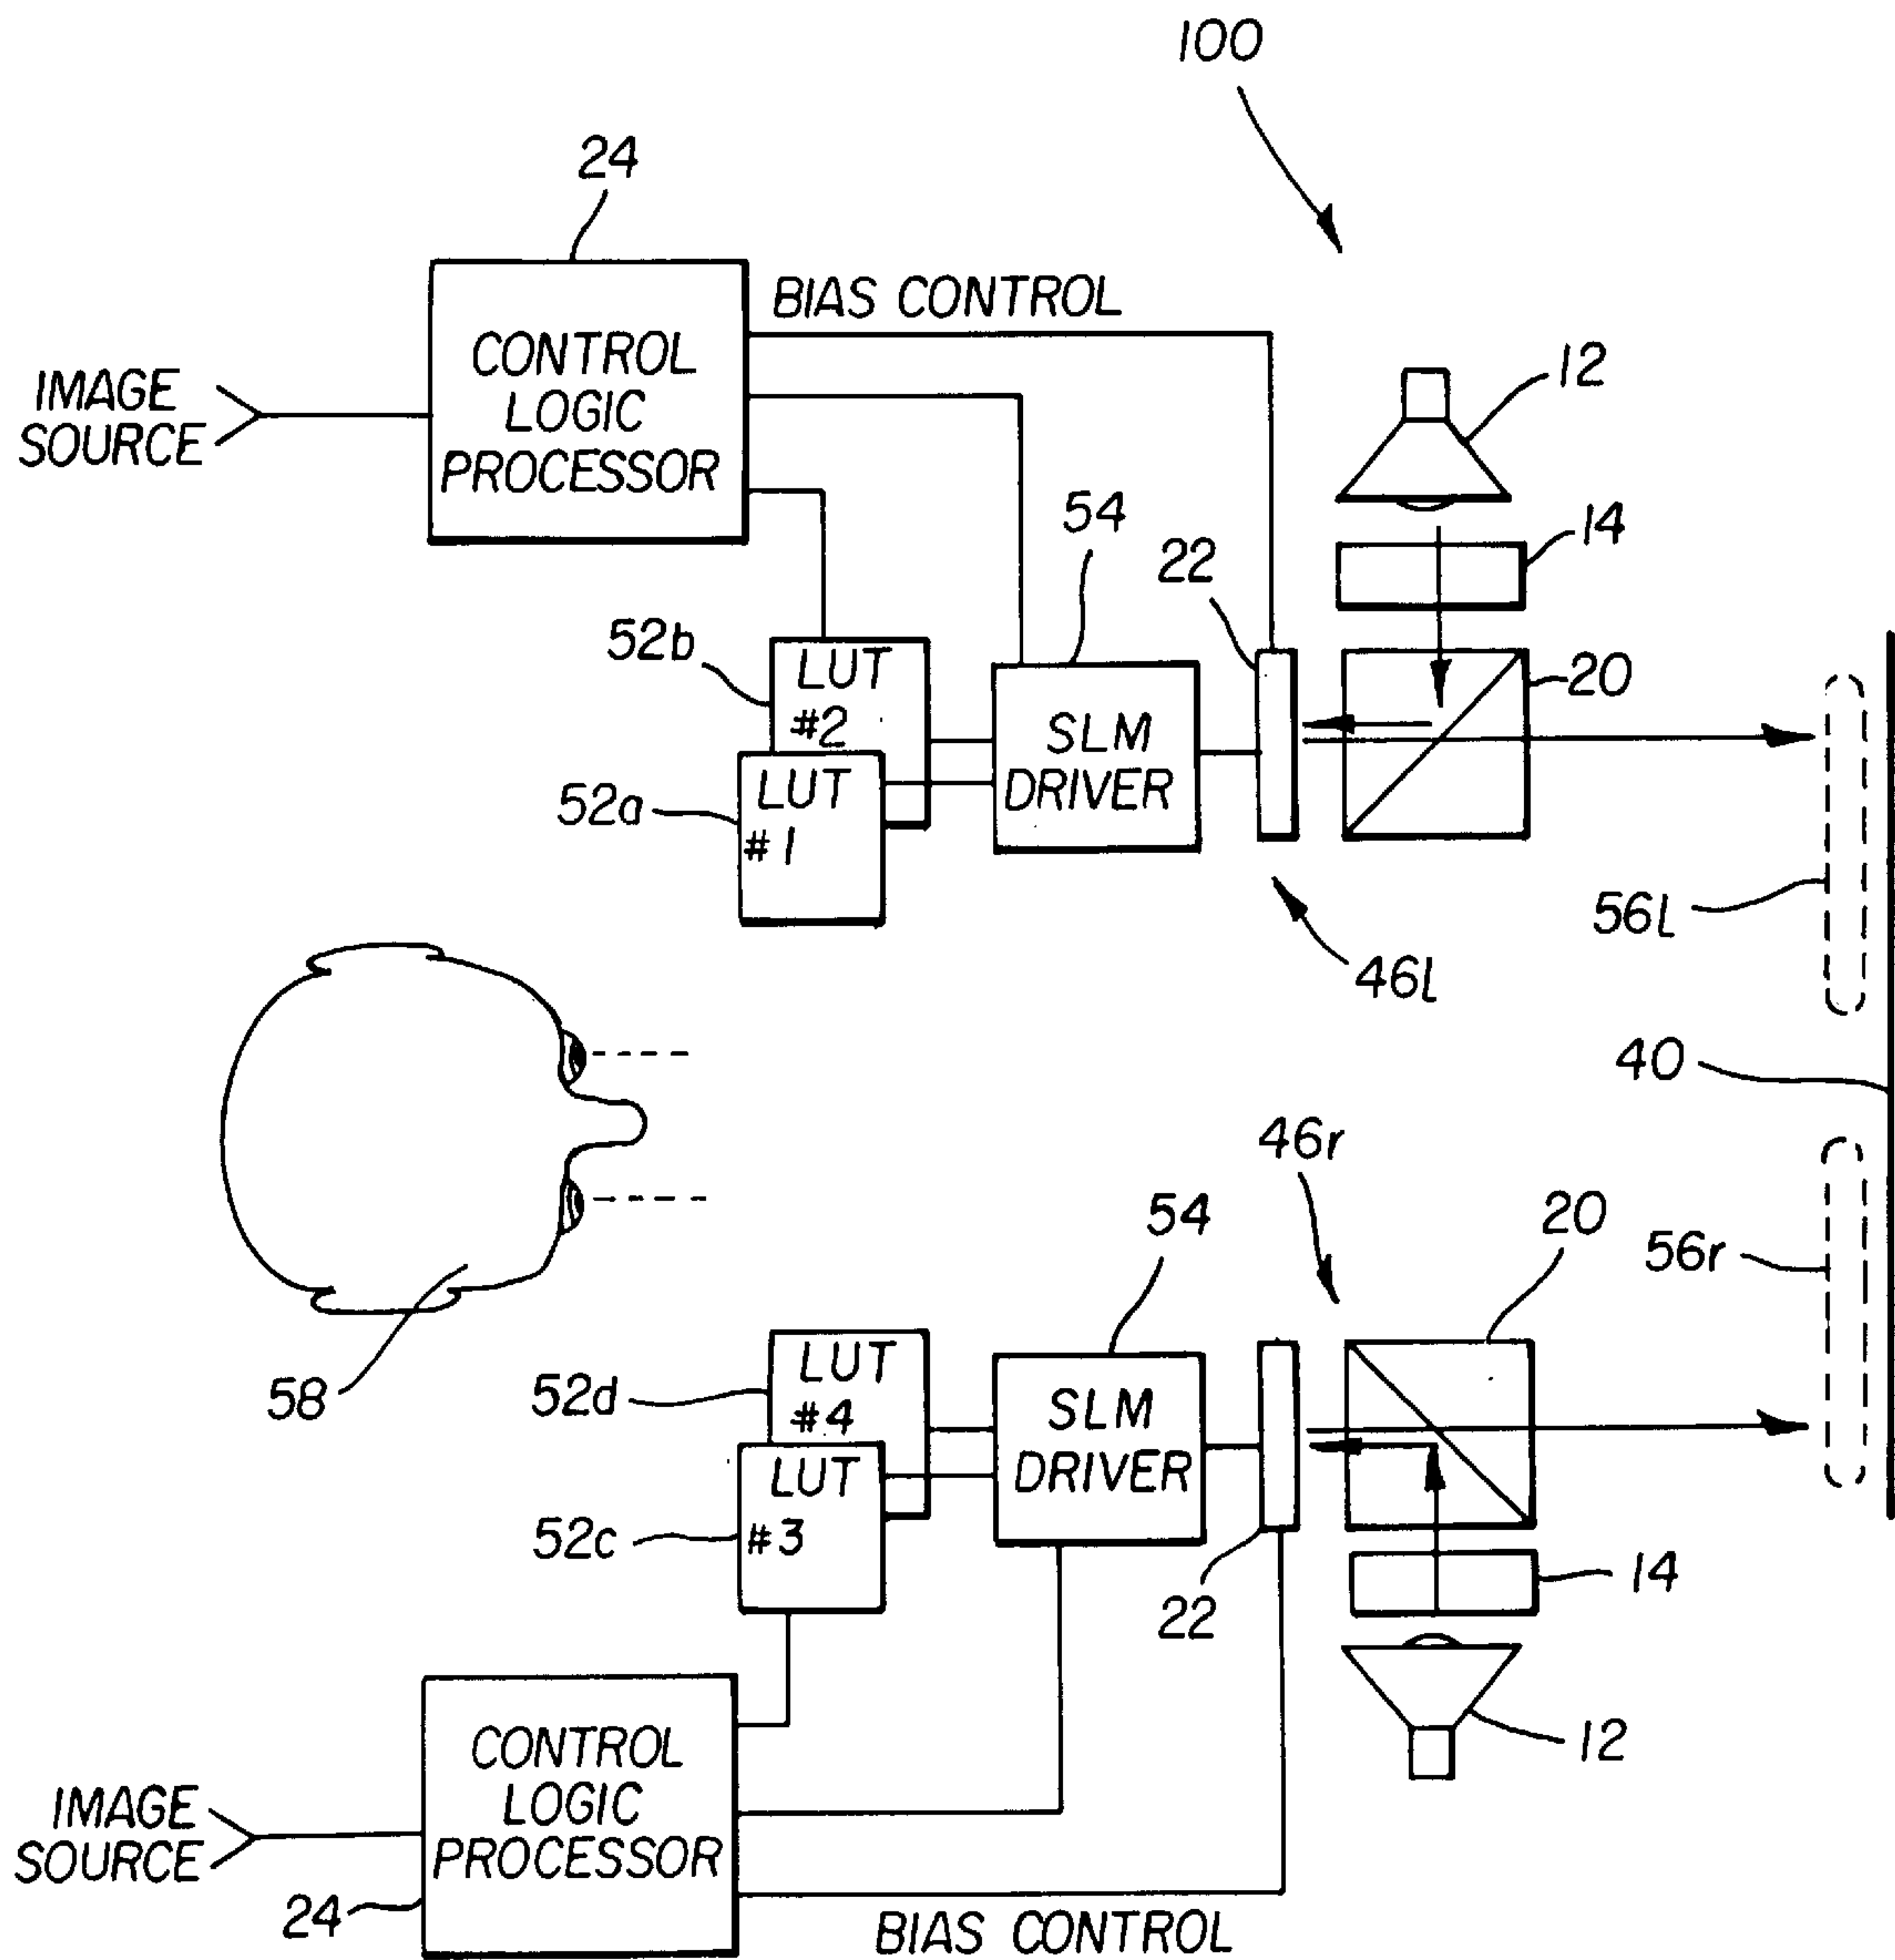 100
24
BIAS CONTROL
CONTROL
LOGIC
PROCESSOR
IMAGE
SOURCE
12
14
54
22
52b
LUT
#2
20
SLM
DRIVER
52a
LUT
#1
56l
46l
40
46r
54
20
56r
58
52d
LUT
#4
SLM
DRIVER
52c
LUT
#3
22
14
12
CONTROL
LOGIC
PROCESSOR
IMAGE
SOURCE
24
BIAS CONTROL